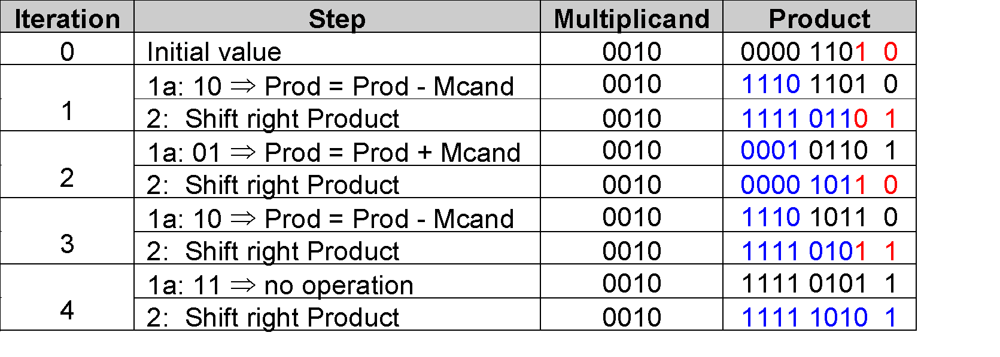 Iteration Step Multiplicand Product
0 Initial value 0010 0000 1101 0
1 1a: 10 ⇒ Prod = Prod - Mcand 0010 1110 1101 0
2: Shift right Product 0010 1111 0110 1
2 1a: 01 ⇒ Prod = Prod + Mcand 0010 0001 0110 1
2: Shift right Product 0010 0000 1011 0
3 1a: 10 ⇒ Prod = Prod - Mcand 0010 1110 1011 0
2: Shift right Product 0010 1111 0101 1
4 1a: 11 ⇒ no operation 0010 1111 0101 1
2: Shift right Product 0010 1111 1010 1